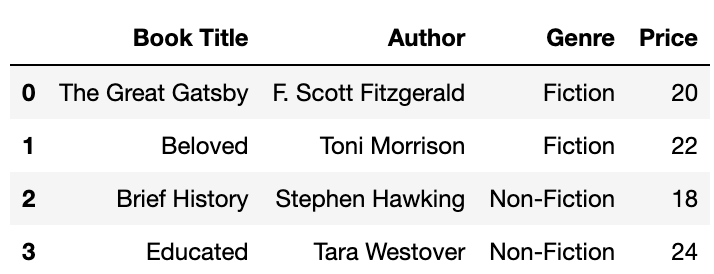 Book Title Author Genre Price
0 The Great Gatsby F. Scott Fitzgerald Fiction 20
1 Beloved Toni Morrison Fiction 22
2 Brief History Stephen Hawking Non-Fiction 18
3 Educated Tara Westover Non-Fiction 24